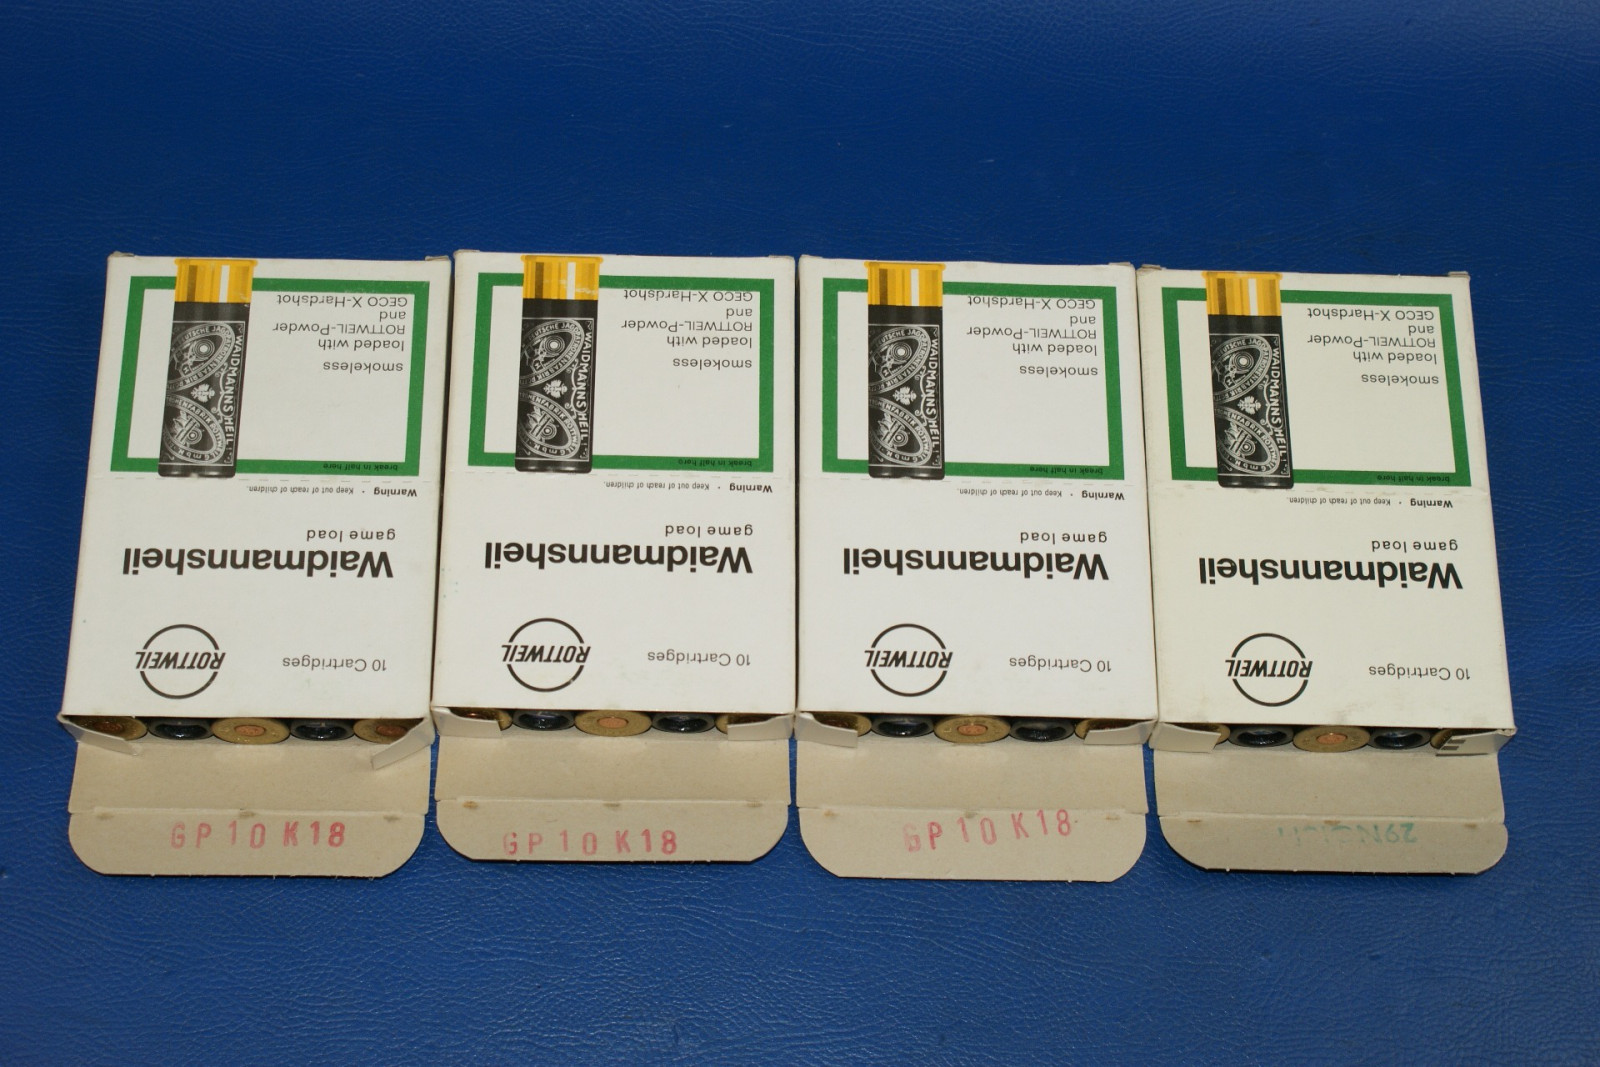 10 Cartridges
ROTTWEIL
Waidmannsheil
game load
Warning · Keep out of reach of children.
break in half here
smokeless
loaded with
ROTTWEIL-Powder
and
GECO X-Hardshot
WAIDMANNSHEIL
GP 10 K18
10 Cartridges
ROTTWEIL
Waidmannsheil
game load
Warning · Keep out of reach of children.
break in half here
smokeless
loaded with
ROTTWEIL-Powder
and
GECO X-Hardshot
WAIDMANNSHEIL
GP 10 K18
10 Cartridges
ROTTWEIL
Waidmannsheil
game load
Warning · Keep out of reach of children.
break in half here
smokeless
loaded with
ROTTWEIL-Powder
and
GECO X-Hardshot
WAIDMANNSHEIL
GP 10 K18
10 Cartridges
ROTTWEIL
Waidmannsheil
game load
Warning · Keep out of reach of children.
break in half here
smokeless
loaded with
ROTTWEIL-Powder
and
GECO X-Hardshot
WAIDMANNSHEIL